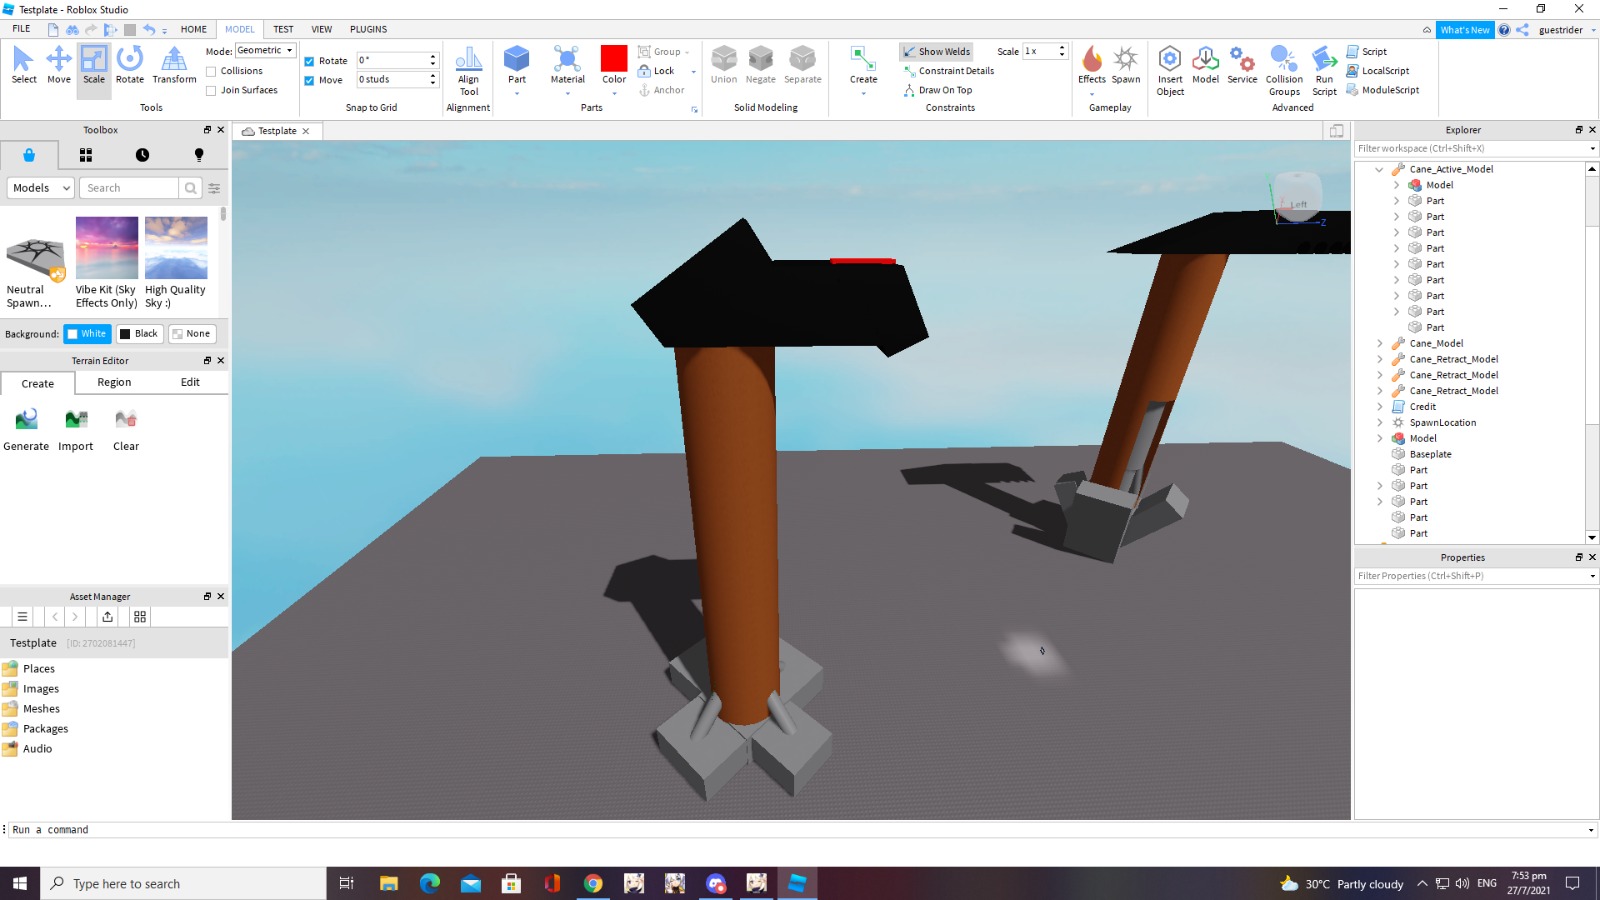 Testplate - Roblox Studio
FILE HOME MODEL TEST VIEW PLUGINS What's New guestrider
Select Move Scale Rotate Transform
Mode: Geometric
Collisions
Join Surfaces
Tools
Rotate 0 °
Move 0 studs
Snap to Grid
Align Tool
Alignment
Part Material Color
Group
Lock
Anchor
Parts
Union Negate Separate
Solid Modeling
Create
Show Welds
Constraint Details
Draw On Top
Scale 1 x
Constraints
Effects Spawn
Gameplay
Insert Object Model Service Collision Groups Run Script
Script
LocalScript
ModuleScript
Advanced
Toolbox
Models Search
Neutral Spawn...
Vibe Kit (Sky Effects Only)
High Quality Sky :)
Background: White Black None
Terrain Editor
Create Region Edit
Generate Import Clear
Asset Manager
Testplate [ID: 2702081447]
Places
Images
Meshes
Packages
Audio
Testplate
Left
Z
Explorer
Filter workspace (Ctrl+Shift+X)
Cane_Active_Model
Model
Part
Part
Part
Part
Part
Part
Part
Part
Part
Cane_Model
Cane_Retract_Model
Cane_Retract_Model
Cane_Retract_Model
Credit
SpawnLocation
Model
Baseplate
Part
Part
Part
Part
Part
Properties
Filter Properties (Ctrl+Shift+P)
Run a command
Type here to search
30°C Partly cloudy
ENG
7:53 pm
27/7/2021